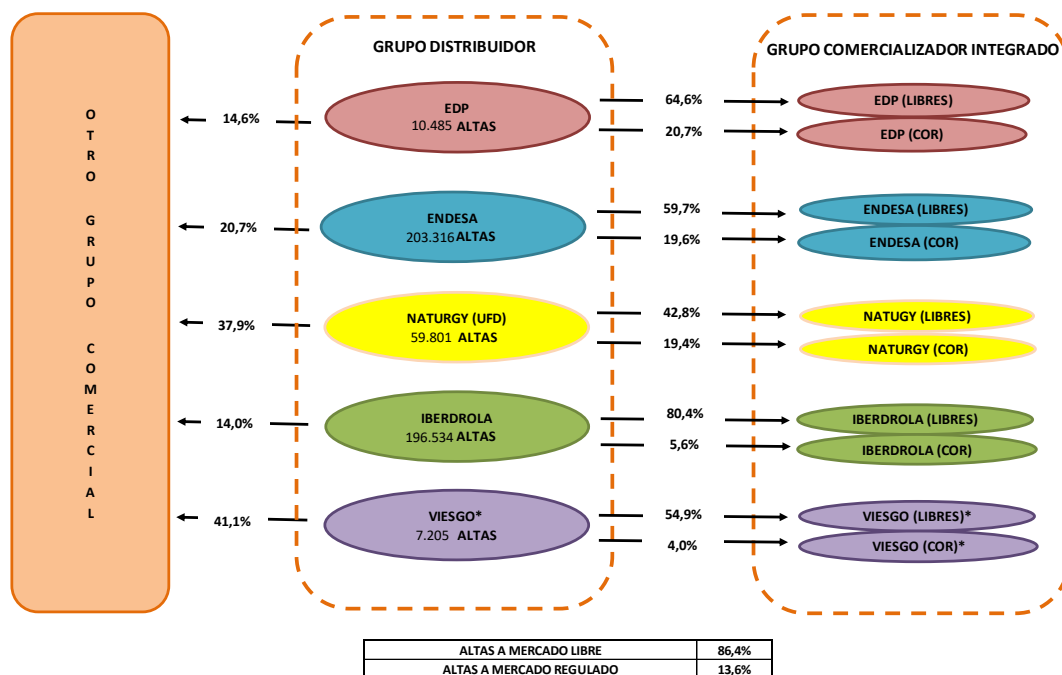 GRUPO DISTRIBUIDOR
GRUPO COMERCIALIZADOR INTEGRADO
OTRO GRUPO COMERCIAL
14,6%
EDP
10.485 ALTAS
64,6%
EDP (LIBRES)
20,7%
EDP (COR)
20,7%
ENDESA
203.316 ALTAS
59,7%
ENDESA (LIBRES)
19,6%
ENDESA (COR)
37,9%
NATURGY (UFD)
59.801 ALTAS
42,8%
NATUGY (LIBRES)
19,4%
NATURGY (COR)
14,0%
IBERDROLA
196.534 ALTAS
80,4%
IBERDROLA (LIBRES)
5,6%
IBERDROLA (COR)
41,1%
VIESGO*
7.205 ALTAS
54,9%
VIESGO (LIBRES)*
4,0%
VIESGO (COR)*
ALTAS A MERCADO LIBRE 86,4%
ALTAS A MERCADO REGULADO 13,6%